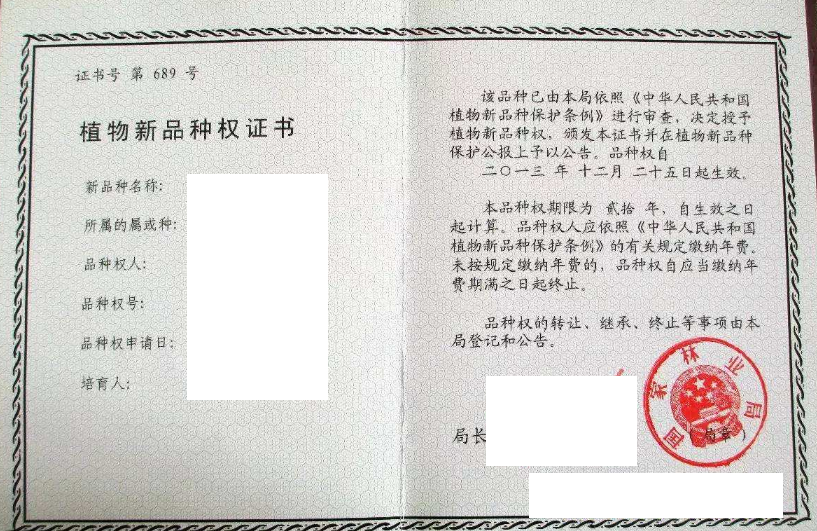 证书号 第 689 号
植物新品种权证书
新品种名称：
所属的属或种：
品种权人：
品种权号：
品种权申请日：
培育人：
该品种已由本局依照《中华人民共和国
植物新品种保护条例》进行审查，决定授予
植物新品种权，颁发本证书并在植物新品种
保护公报上予以公告。品种权自
二〇一三 年 十二月 二十五日起生效。
本品种权期限为 贰拾 年，自生效之日
起计算。品种权人应依照《中华人民共和国
植物新品种保护条例》的有关规定缴纳年费。
未按规定缴纳年费的，品种权自应当缴纳年
费期满之日起终止。
品种权的转让、继承、终止等事项由本
局登记和公告。
国家林业局
局长
（局章）